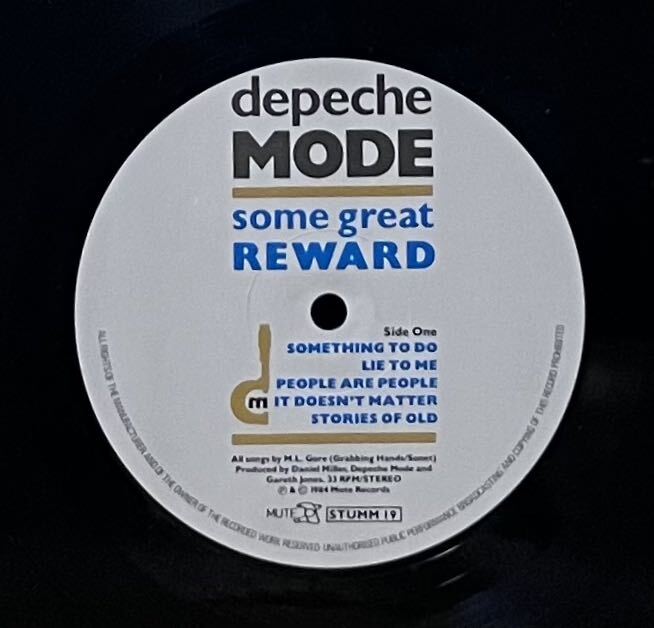 depeche
MODE
some great
REWARD
Side One
SOMETHING TO DO
LIE TO ME
PEOPLE ARE PEOPLE
m IT DOESN'T MATTER
STORIES OF OLD
All songs by M.L. Gore (Grabbing Hands/Sonet)
Produced by Daniel Miller, Depeche Mode and
Gareth Jones. 33 RPM/STEREO
Ⓟ & © 1984 Mute Records
MUTE STUMM 19
ALL RIGHTS OF THE MANUFACTURER AND OF THE OWNER OF THE RECORDED WORK RESERVED UNAUTHORISED PUBLIC PERFORMANCE BROADCASTING AND COPYING OF THIS RECORD PROHIBITED